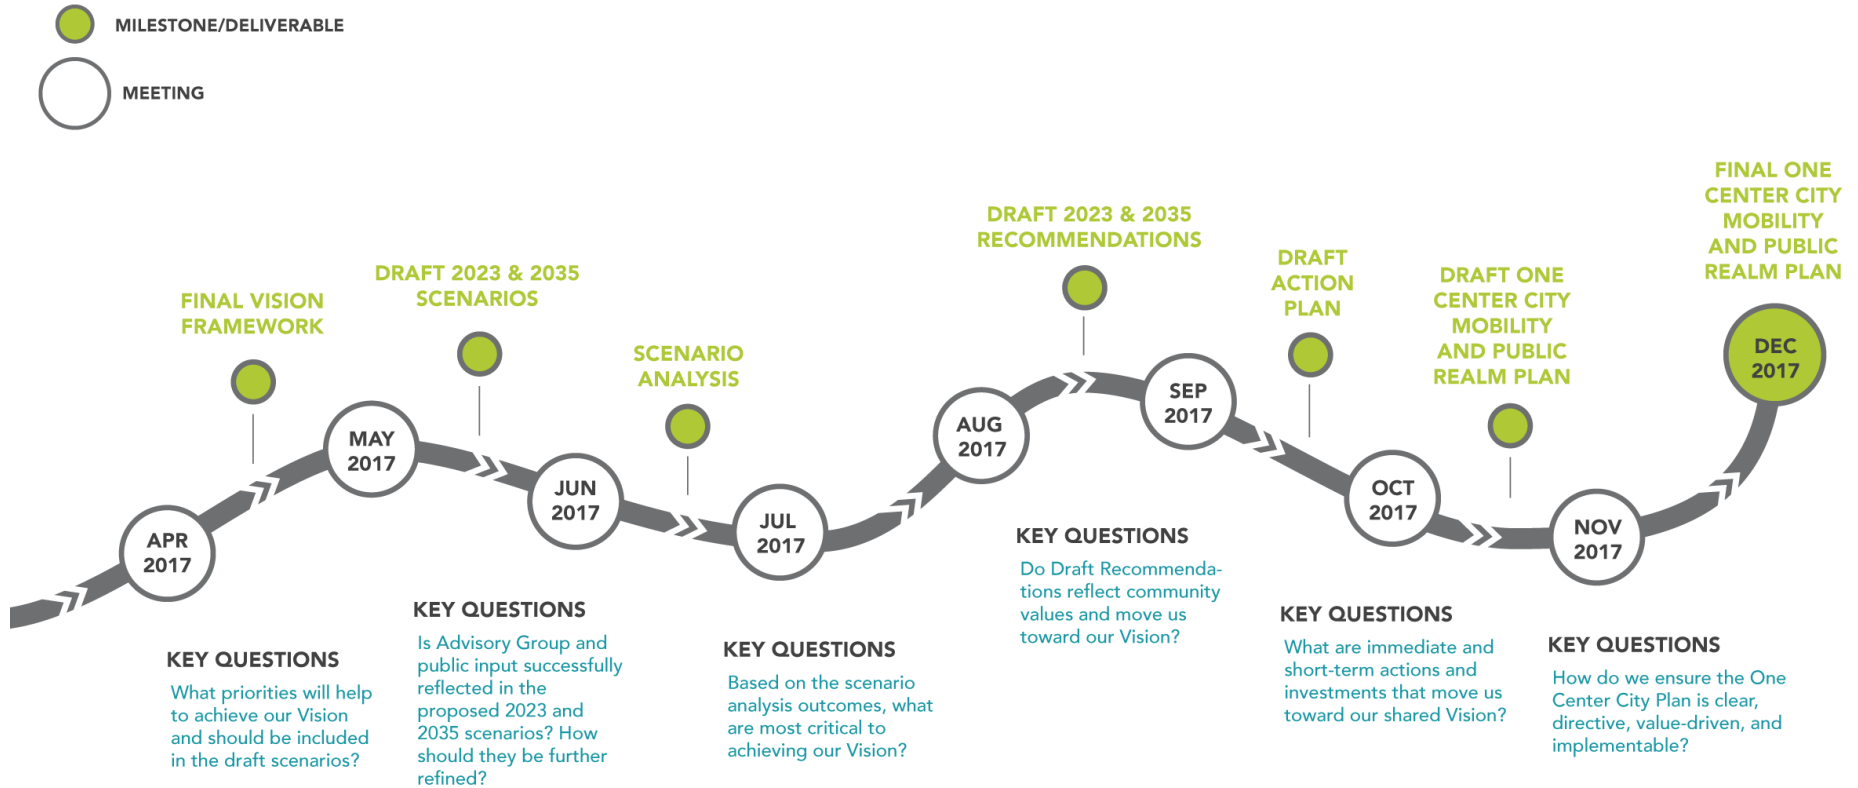 MILESTONE/DELIVERABLE
MEETING
FINAL VISION
FRAMEWORK
DRAFT 2023 & 2035
SCENARIOS
SCENARIO
ANALYSIS
DRAFT 2023 & 2035
RECOMMENDATIONS
DRAFT
ACTION
PLAN
DRAFT ONE
CENTER CITY
MOBILITY
AND PUBLIC
REALM PLAN
FINAL ONE
CENTER CITY
MOBILITY
AND PUBLIC
REALM PLAN
APR
2017
MAY
2017
JUN
2017
JUL
2017
AUG
2017
SEP
2017
OCT
2017
NOV
2017
DEC
2017
KEY QUESTIONS
What priorities will help
to achieve our Vision
and should be included
in the draft scenarios?
KEY QUESTIONS
Is Advisory Group and
public input successfully
reflected in the
proposed 2023 and
2035 scenarios? How
should they be further
refined?
KEY QUESTIONS
Based on the scenario
analysis outcomes, what
are most critical to
achieving our Vision?
KEY QUESTIONS
Do Draft Recommenda-
tions reflect community
values and move us
toward our Vision?
KEY QUESTIONS
What are immediate and
short-term actions and
investments that move us
toward our shared Vision?
KEY QUESTIONS
How do we ensure the One
Center City Plan is clear,
directive, value-driven, and
implementable?